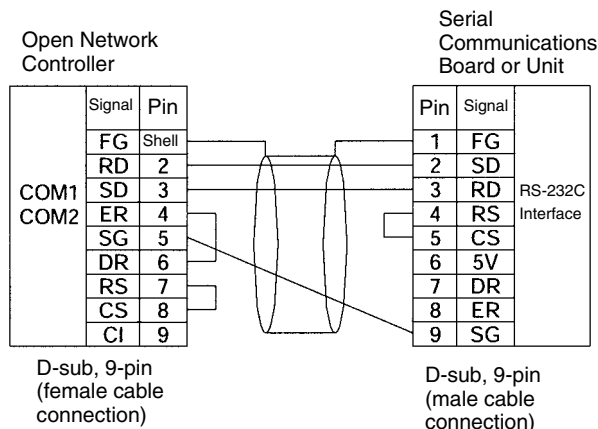 Open Network
Controller
Serial
Communications
Board or Unit
COM1
COM2
Signal Pin
FG Shell
RD 2
SD 3
ER 4
SG 5
DR 6
RS 7
CS 8
CI 9
Pin Signal
1 FG
2 SD
3 RD
4 RS
5 CS
6 5V
7 DR
8 ER
9 SG
RS-232C
Interface
D-sub, 9-pin
(female cable
connection)
D-sub, 9-pin
(male cable
connection)